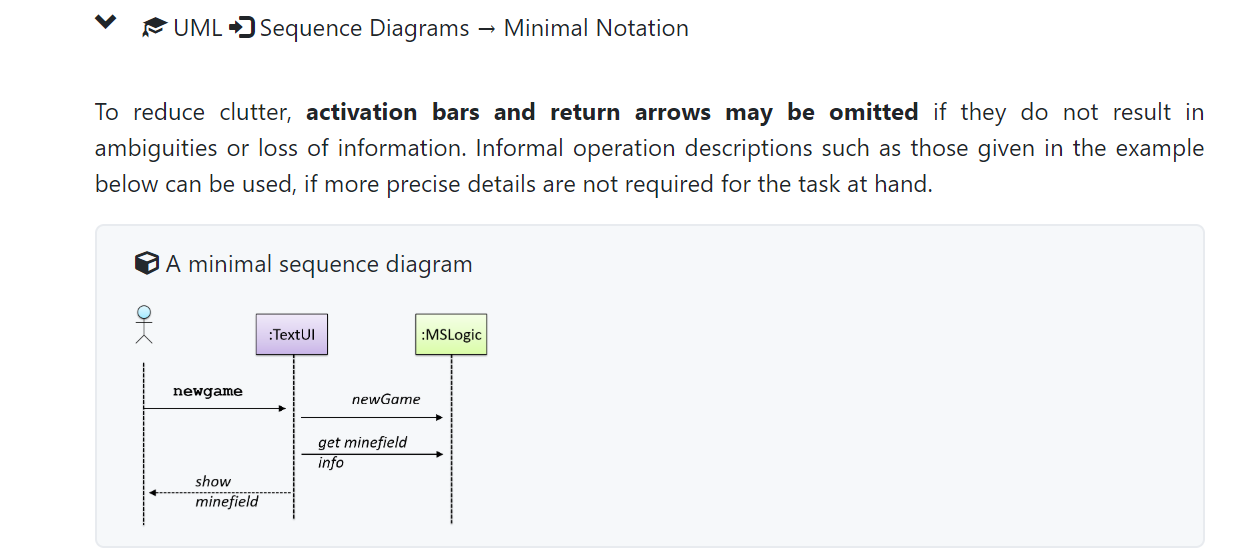 UML Sequence Diagrams → Minimal Notation
To reduce clutter, activation bars and return arrows may be omitted if they do not result in
ambiguities or loss of information. Informal operation descriptions such as those given in the example
below can be used, if more precise details are not required for the task at hand.
A minimal sequence diagram
:TextUI
:MSLogic
newgame
newGame
get minefield
info
show
minefield